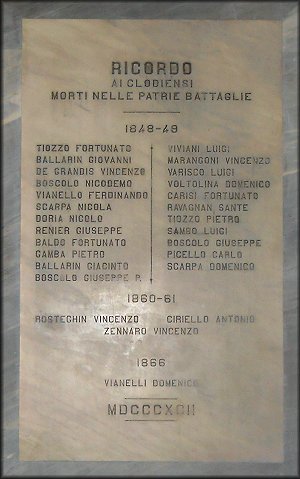 RICORDO
AI CLODIENSI
MORTI NELLE PATRIE BATTAGLIE
1848-49
TIOZZO FORTUNATO
BALLARIN GIOVANNI
DE GRANDIS VINCENZO
BOSCOLO NICODEMO
VIANELLO FERDINANDO
SCARPA NICOLA
DORIA NICOLO
RENIER GIUSEPPE
BALDO FORTUNATO
GAMBA PIETRO
BALLARIN GIACINTO
BOSCOLO GIUSEPPE P.
VIVIANI LUIGI
MARANGONI VINCENZO
VARISCO LUIGI
VOLTOLINA DOMENICO
CARISI FORTUNATO
RAVAGNAN SANTE
TIOZZO PIETRO
SAMBO LUIGI
BOSCOLO GIUSEPPE
PICELLO CARLO
SCARPA DOMENICO
1860-61
ROSTEGHIN VINCENZO
CIRIELLO ANTONIO
ZENNARO VINCENZO
1866
VIANELLI DOMENICO
MDCCCXCII